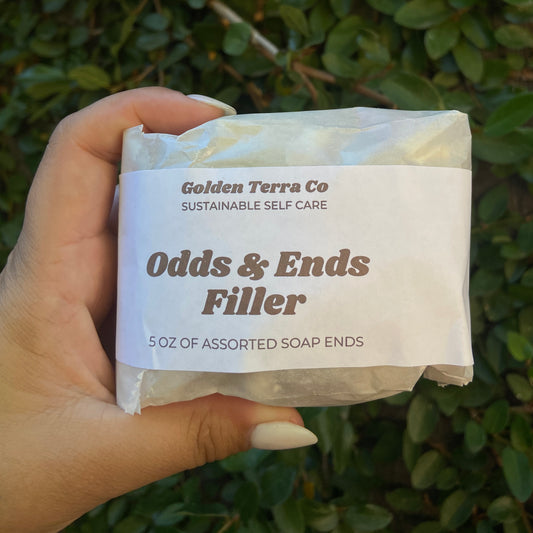 Golden Terra Co
SUSTAINABLE SELF CARE
Odds & Ends
Filler
5 OZ OF ASSORTED SOAP ENDS